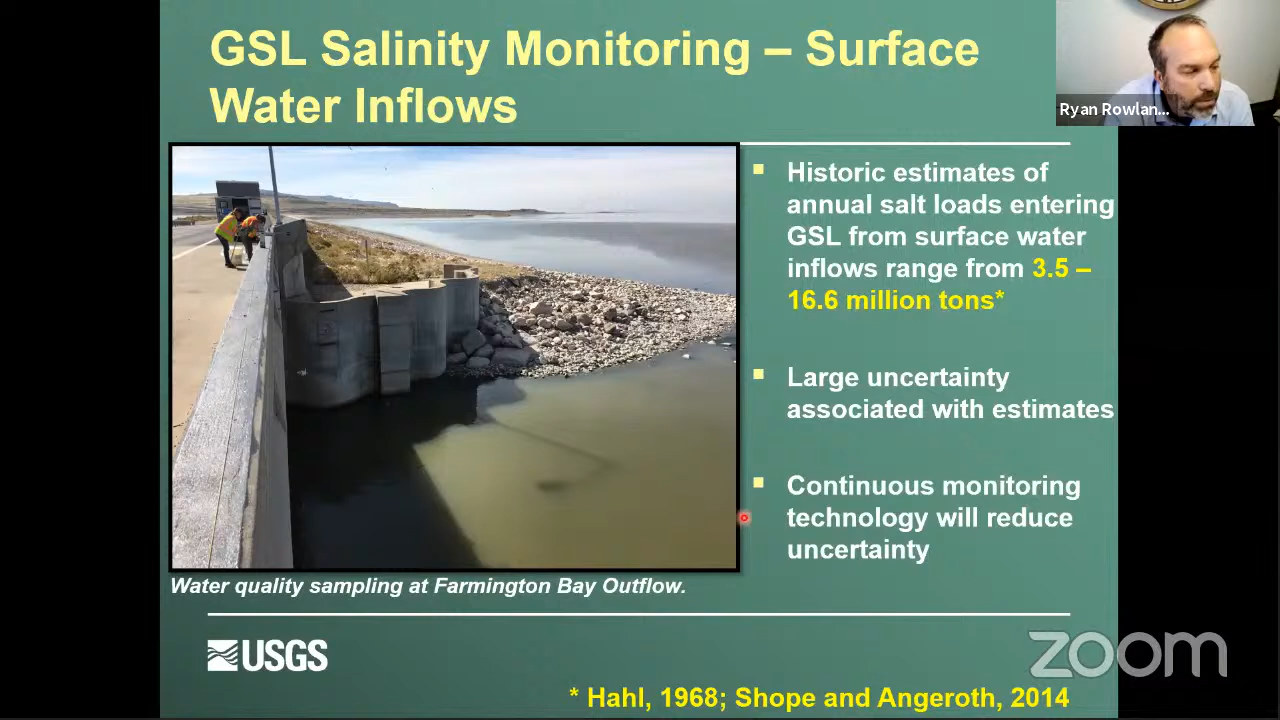 GSL Salinity Monitoring – Surface
Water Inflows
Ryan Rowlan...
▪ Historic estimates of
annual salt loads entering
GSL from surface water
inflows range from 3.5 –
16.6 million tons*
▪ Large uncertainty
associated with estimates
▪ Continuous monitoring
technology will reduce
uncertainty
Water quality sampling at Farmington Bay Outflow.
USGS
zoom
* Hahl, 1968; Shope and Angeroth, 2014